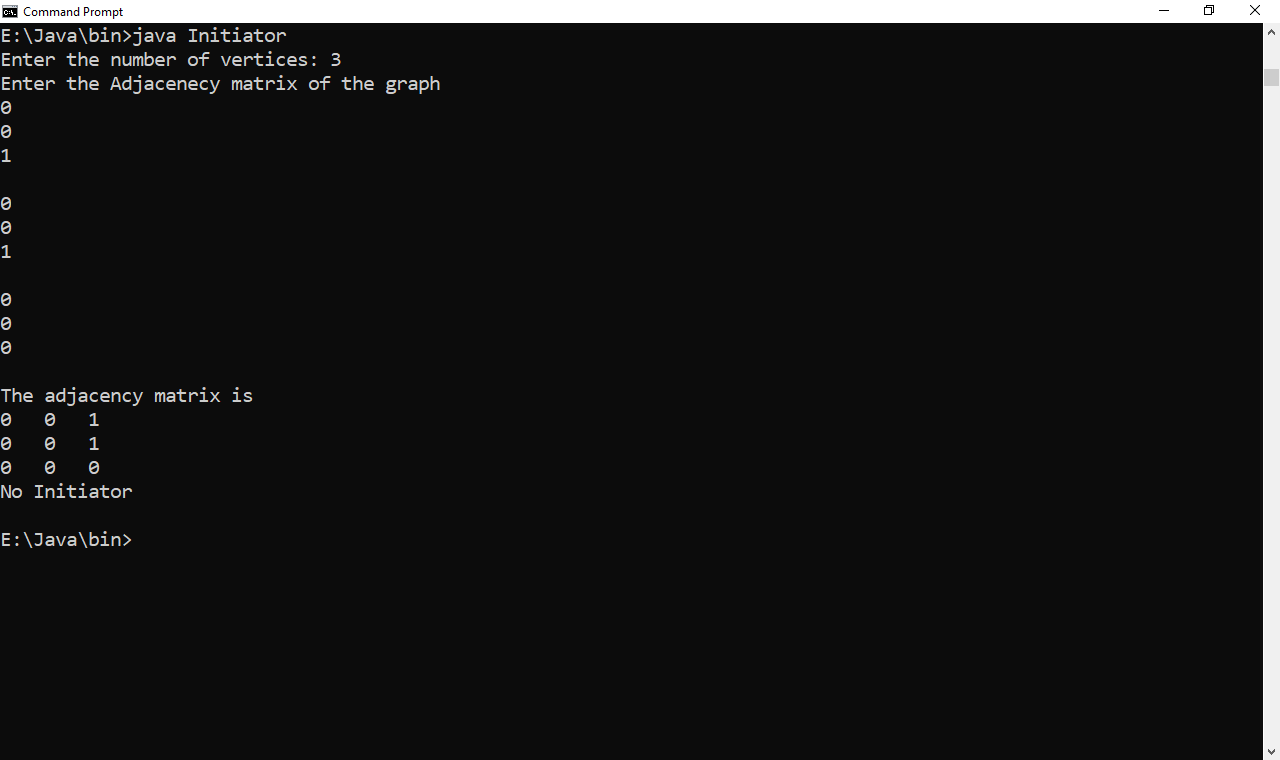 Command Prompt
E:\Java\bin>java Initiator
Enter the number of vertices: 3
Enter the Adjacenecy matrix of the graph
0
0
1
0
0
1
0
0
0
The adjacency matrix is
0 0 1
0 0 1
0 0 0
No Initiator
E:\Java\bin>